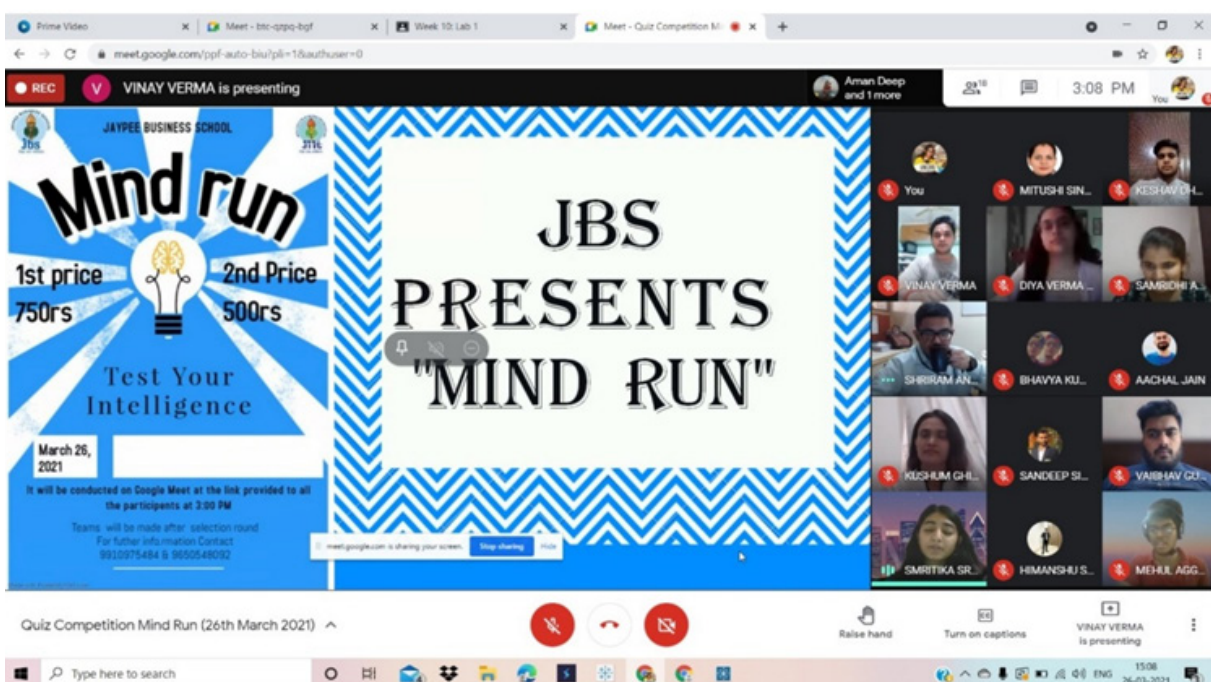 Prime Video
Meet - btc-qzpq-bgf
Week 10: Lab 1
Meet - Quiz Competition Mi
meet.google.com/ppf-auto-biu?pli=1&authuser=0
REC
V
VINAY VERMA is presenting
Aman Deep
and 1 more
18
3:08 PM
You
JAYPEE BUSINESS SCHOOL
Mind run
1st price
750rs
2nd Price
500rs
Test Your
Intelligence
March 26,
2021
It will be conducted on Google Meet at the link provided to all
the participants at 3:00 PM
Teams will be made after selection round
For futher information Contact
9910975484 & 9650548092
JBS
PRESENTS
"MIND RUN"
meet.google.com is sharing your screen.
Stop sharing
Hide
You
MITUSHI SIN...
KESHAV DH...
VINAY VERMA
DIYA VERMA ...
SAMRIDHI A...
SHRIRAM AN...
BHAVYA KU...
AACHAL JAIN
KUSHUM GHI...
SANDEEP SI...
VAIBHAV GU...
SMRITIKA SR...
HIMANSHU S...
MEHUL AGG...
Quiz Competition Mind Run (26th March 2021)
Raise hand
Turn on captions
VINAY VERMA
is presenting
Type here to search
ENG
15:08
26-03-2021